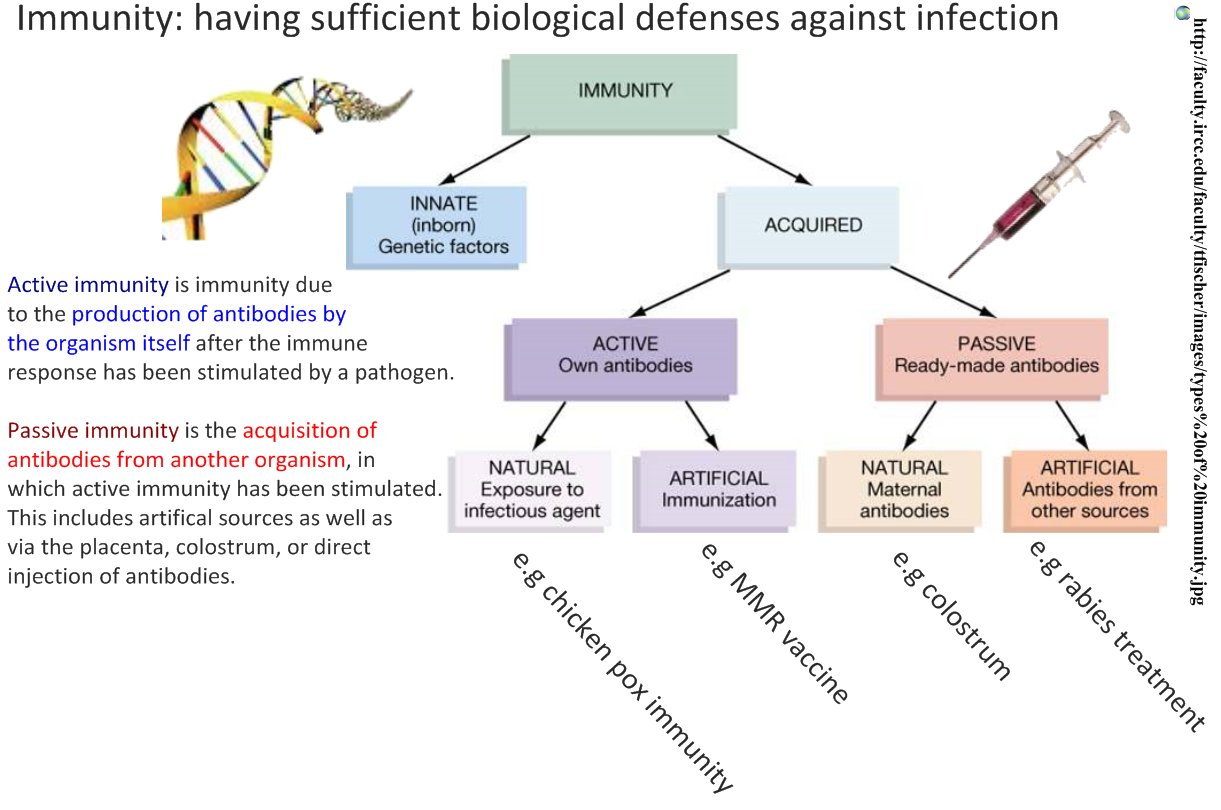 Immunity: having sufficient biological defenses against infection
http://faculty.ircc.edu/faculty/tfischer/images/types%20of%20immunity.jpg
IMMUNITY
INNATE
(inborn)
Genetic factors
ACQUIRED
Active immunity is immunity due
to the production of antibodies by
the organism itself after the immune
response has been stimulated by a pathogen.
Passive immunity is the acquisition of
antibodies from another organism, in
which active immunity has been stimulated.
This includes artifical sources as well as
via the placenta, colostrum, or direct
injection of antibodies.
ACTIVE
Own antibodies
PASSIVE
Ready-made antibodies
NATURAL
Exposure to
infectious agent
ARTIFICIAL
Immunization
NATURAL
Maternal
antibodies
ARTIFICIAL
Antibodies from
other sources
e.g chicken pox immunity
e.g MMR vaccine
e.g colostrum
e.g rabies treatment